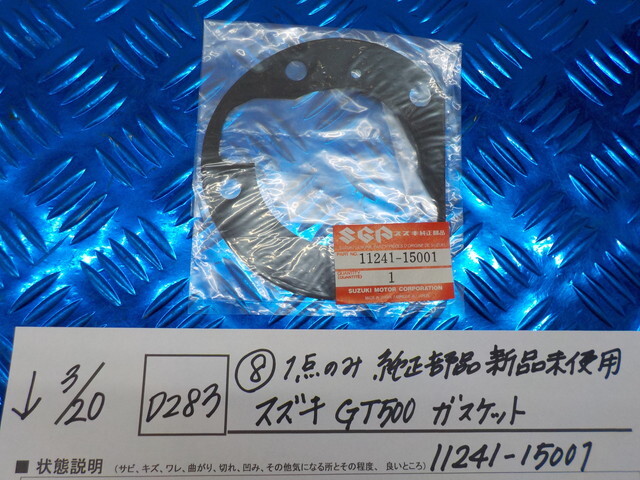 SGP スズキ純正部品
PART NO. 11241-15001
QUANTITY 1
SUZUKI MOTOR CORPORATION
↓ 3/20 D283 ⑧ 1点のみ 純正部品 新品未使用
スズキ GT500 ガスケット
11241-15001
■ 状態説明 (サビ、キズ、ワレ、曲がり、切れ、凹み、その他気になる所とその程度、良いところ)